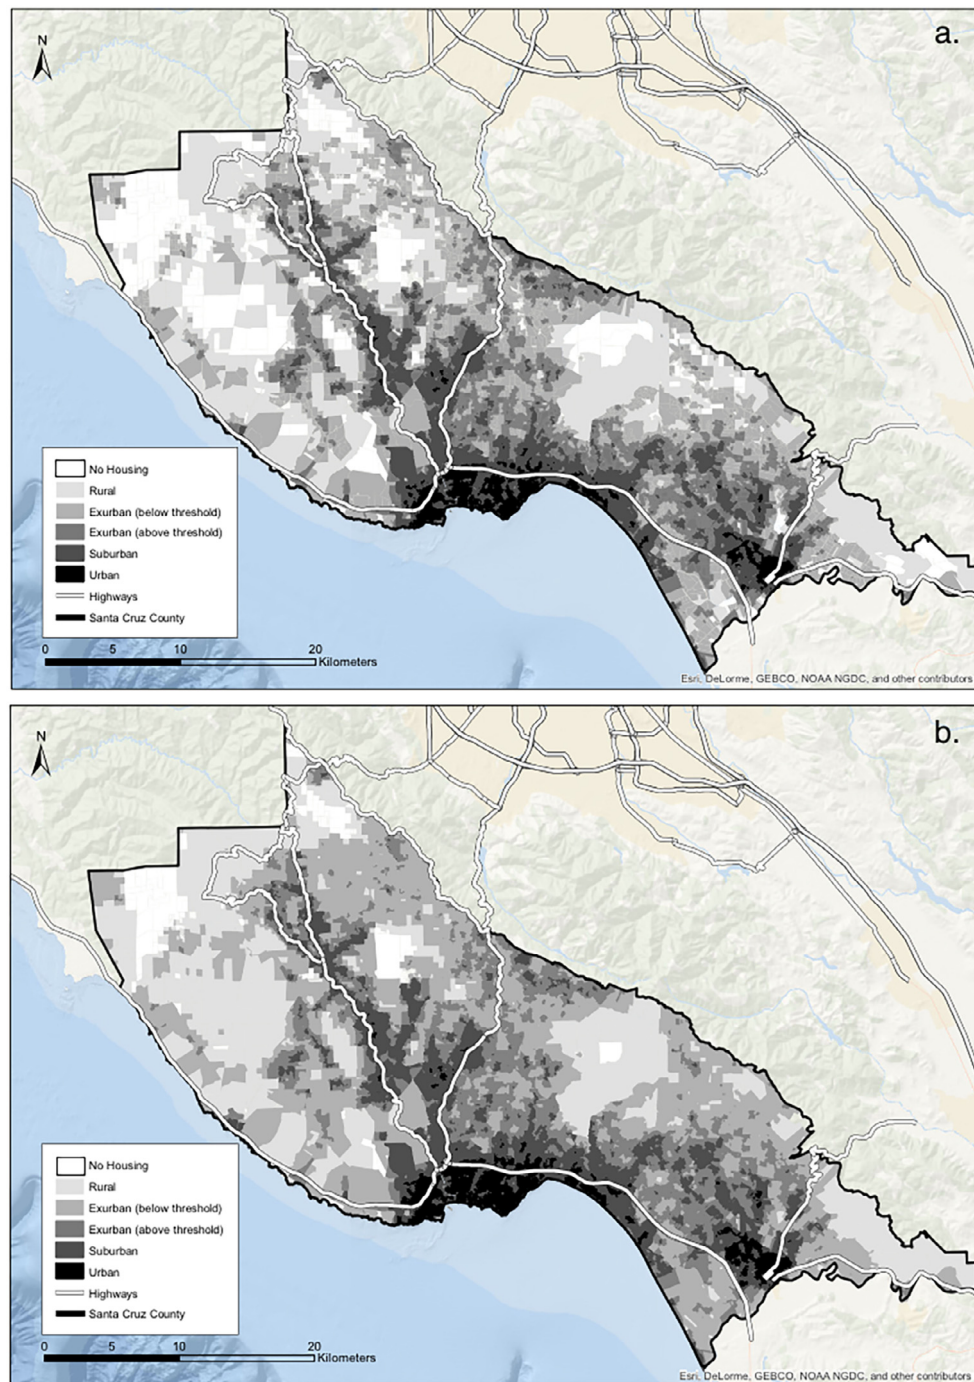 a.
N
No Housing
Rural
Exurban (below threshold)
Exurban (above threshold)
Suburban
Urban
Highways
Santa Cruz County
0 5 10 20
Kilometers
Esri, DeLorme, GEBCO, NOAA NGDC, and other contributors
b.
N
No Housing
Rural
Exurban (below threshold)
Exurban (above threshold)
Suburban
Urban
Highways
Santa Cruz County
0 5 10 20
Kilometers
Esri, DeLorme, GEBCO, NOAA NGDC, and other contributors